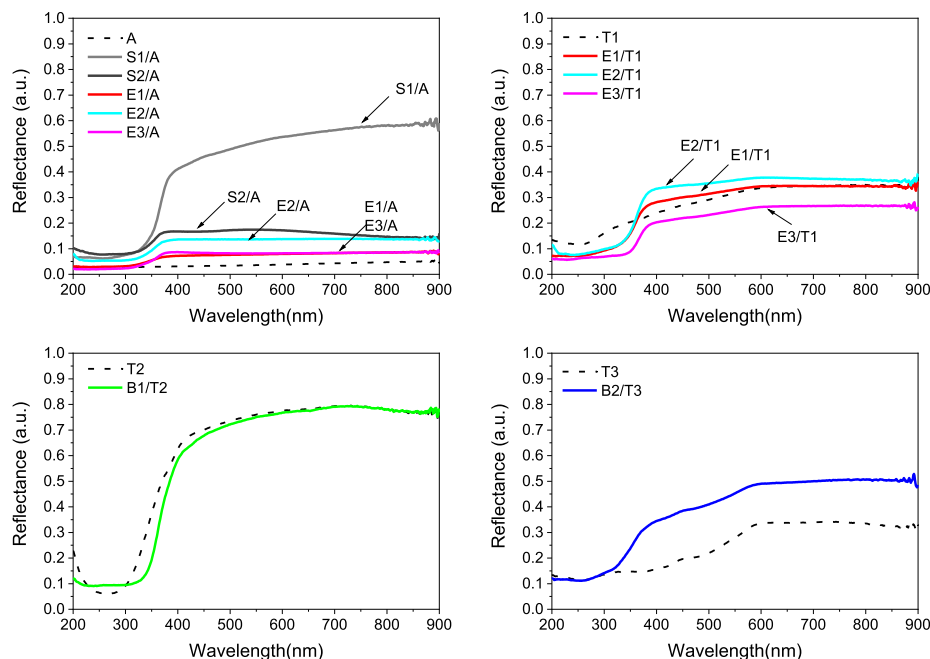 1.0
0.9
0.8
0.7
0.6
0.5
0.4
0.3
0.2
0.1
0.0
Reflectance (a.u.)
A
S1/A
S2/A
E1/A
E2/A
E3/A
S1/A
S2/A
E2/A
E1/A
E3/A
200 300 400 500 600 700 800 900
Wavelength(nm)
1.0
0.9
0.8
0.7
0.6
0.5
0.4
0.3
0.2
0.1
0.0
Reflectance (a.u.)
T1
E1/T1
E2/T1
E3/T1
E2/T1
E1/T1
E3/T1
200 300 400 500 600 700 800 900
Wavelength(nm)
1.0
0.9
0.8
0.7
0.6
0.5
0.4
0.3
0.2
0.1
0.0
Reflectance (a.u.)
T2
B1/T2
200 300 400 500 600 700 800 900
Wavelength(nm)
1.0
0.9
0.8
0.7
0.6
0.5
0.4
0.3
0.2
0.1
0.0
Reflectance (a.u.)
T3
B2/T3
200 300 400 500 600 700 800 900
Wavelength(nm)